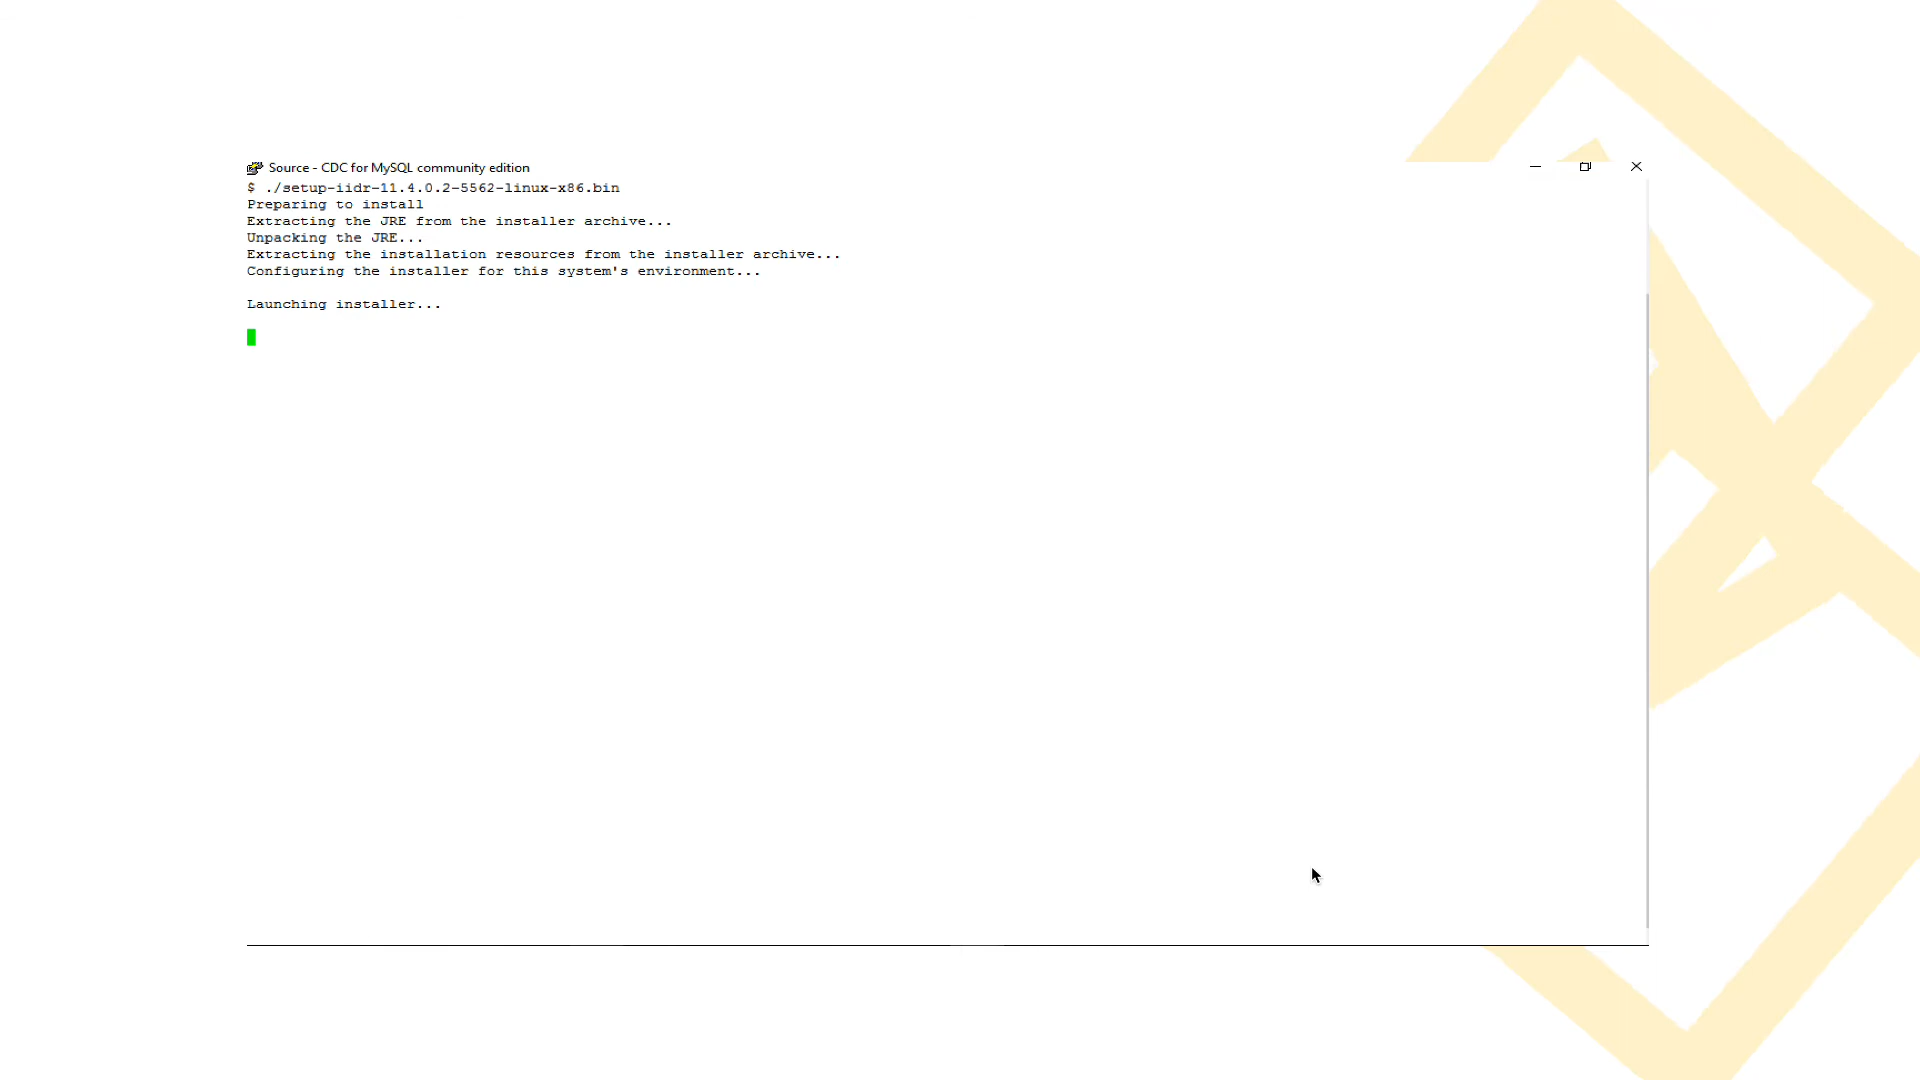 Source - CDC for MySQL community edition
$ ./setup-iidr-11.4.0.2-5562-linux-x86.bin
Preparing to install
Extracting the JRE from the installer archive...
Unpacking the JRE...
Extracting the installation resources from the installer archive...
Configuring the installer for this system's environment...
Launching installer...